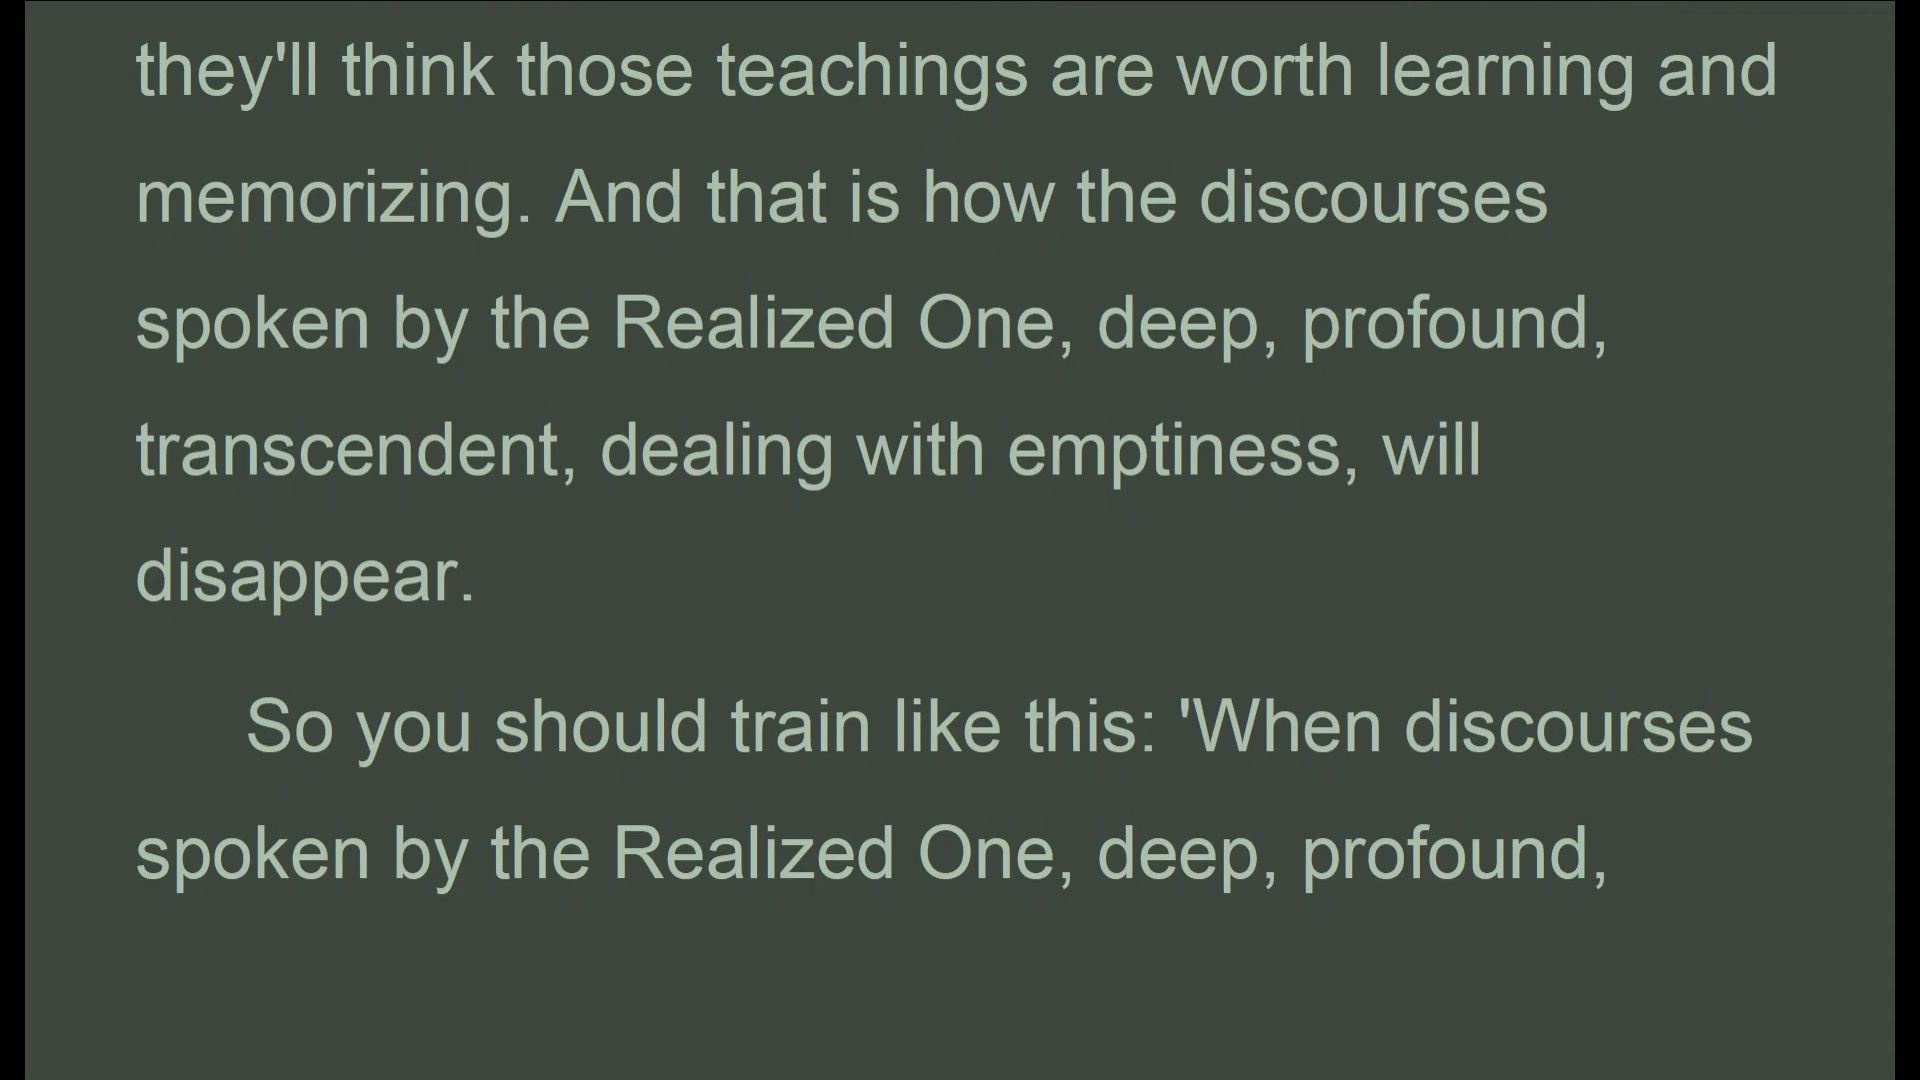 they'll think those teachings are worth learning and
memorizing. And that is how the discourses
spoken by the Realized One, deep, profound,
transcendent, dealing with emptiness, will
disappear.
So you should train like this: 'When discourses
spoken by the Realized One, deep, profound,